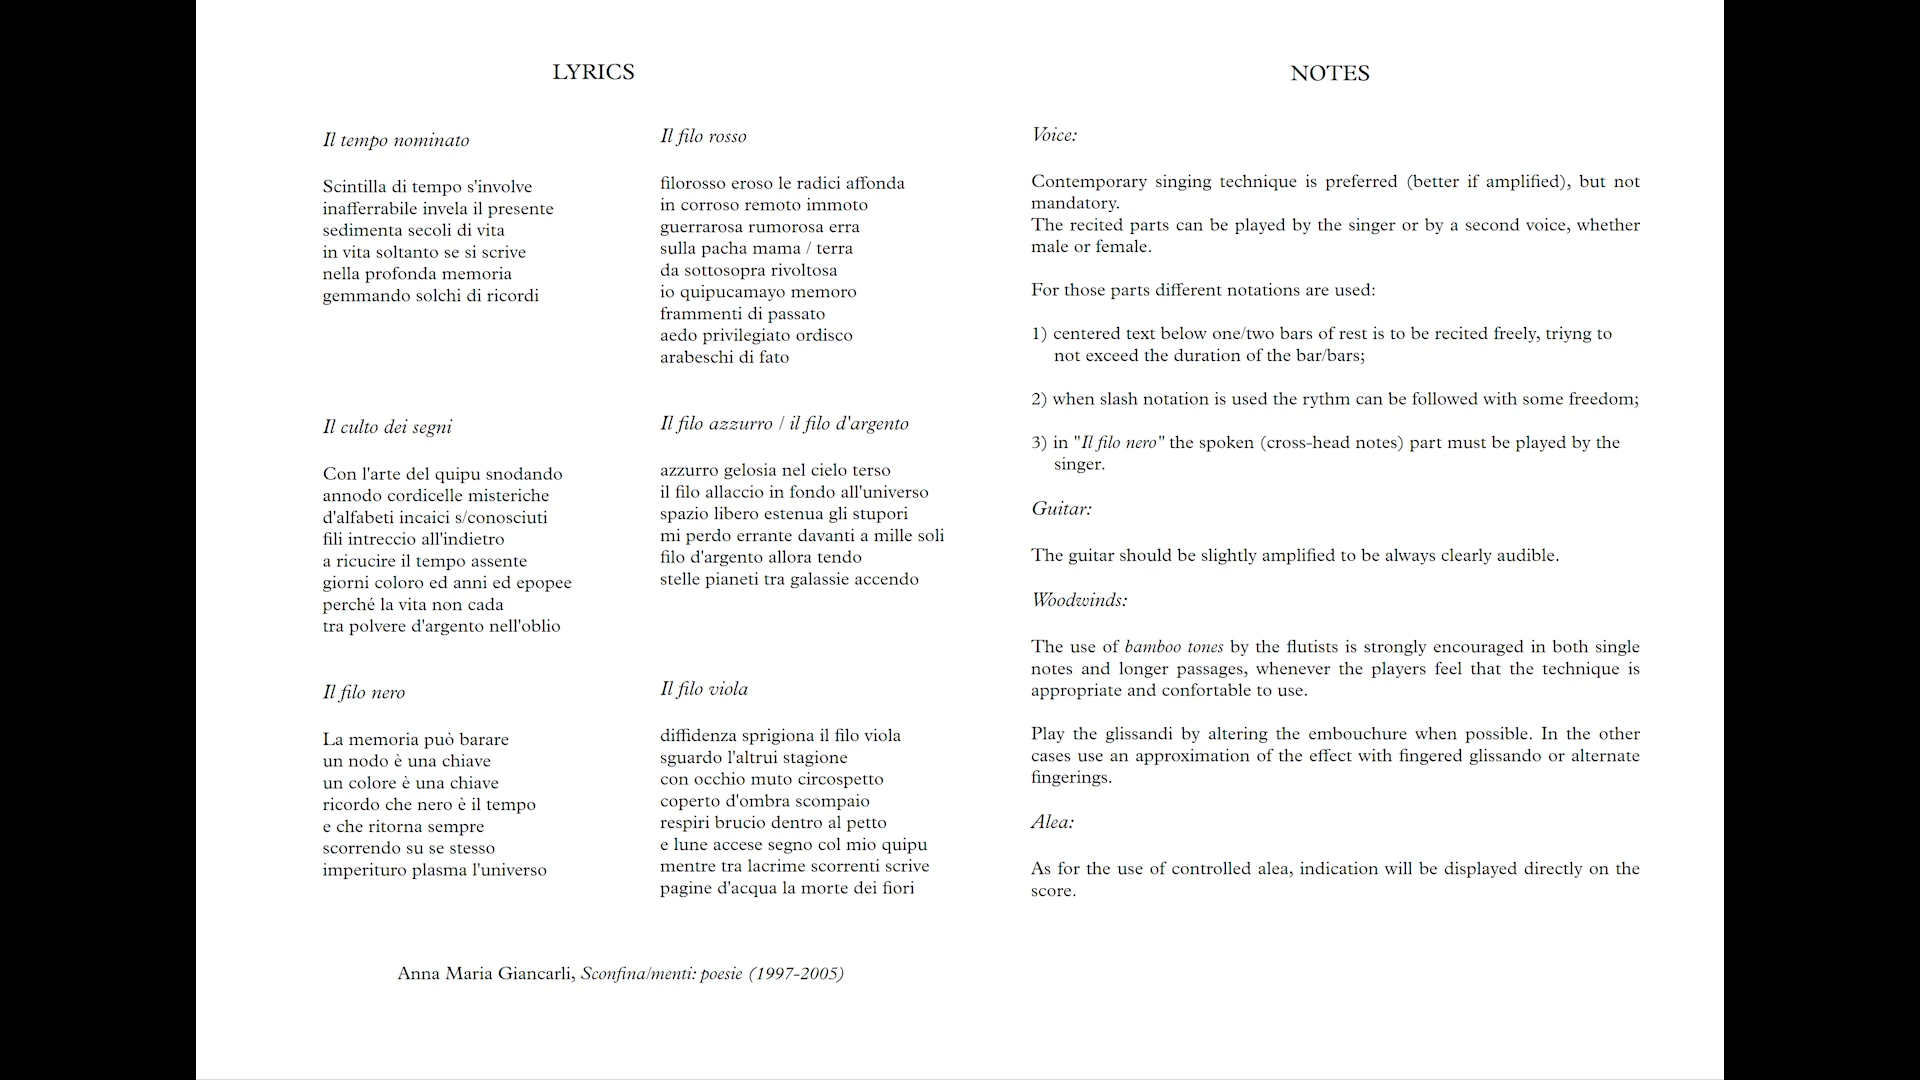 LYRICS
Il tempo nominato
Scintilla di tempo s'involve
inafferrabile invela il presente
sedimenta secoli di vita
in vita soltanto se si scrive
nella profonda memoria
gemmando solchi di ricordi
Il culto dei segni
Con l'arte del quipu snodando
annodo cordicelle misteriche
d'alfabeti incaici s/conosciuti
fili intreccio all'indietro
a ricucire il tempo assente
giorni coloro ed anni ed epopee
perché la vita non cada
tra polvere d'argento nell'oblio
Il filo nero
La memoria può barare
un nodo è una chiave
un colore è una chiave
ricordo che nero è il tempo
e che ritorna sempre
scorrendo su se stesso
imperituro plasma l'universo
Il filo rosso
filorosso eroso le radici affonda
in corroso remoto immoto
guerrarosa rumorosa erra
sulla pacha mama / terra
da sottosopra rivoltosa
io quipucamayo memoro
frammenti di passato
aedo privilegiato ordisco
arabeschi di fato
Il filo azzurro / il filo d'argento
azzurro gelosia nel cielo terso
il filo allaccio in fondo all'universo
spazio libero estenua gli stupori
mi perdo errante davanti a mille soli
filo d'argento allora tendo
stelle pianeti tra galassie accendo
Il filo viola
diffidenza sprigiona il filo viola
sguardo l'altrui stagione
con occhio muto circospetto
coperto d'ombra scompaio
respiri brucio dentro al petto
e lune accese segno col mio quipu
mentre tra lacrime scorrenti scrive
pagine d'acqua la morte dei fiori
Anna Maria Giancarli, Sconfina/menti: poesie (1997-2005)
NOTES
Voice:
Contemporary singing technique is preferred (better if amplified), but not
mandatory.
The recited parts can be played by the singer or by a second voice, whether
male or female.
For those parts different notations are used:
1) centered text below one/two bars of rest is to be recited freely, triyng to
not exceed the duration of the bar/bars;
2) when slash notation is used the rythm can be followed with some freedom;
3) in "Il filo nero" the spoken (cross-head notes) part must be played by the
singer.
Guitar:
The guitar should be slightly amplified to be always clearly audible.
Woodwinds:
The use of bamboo tones by the flutists is strongly encouraged in both single
notes and longer passages, whenever the players feel that the technique is
appropriate and confortable to use.
Play the glissandi by altering the embouchure when possible. In the other
cases use an approximation of the effect with fingered glissando or alternate
fingerings.
Alea:
As for the use of controlled alea, indication will be displayed directly on the
score.